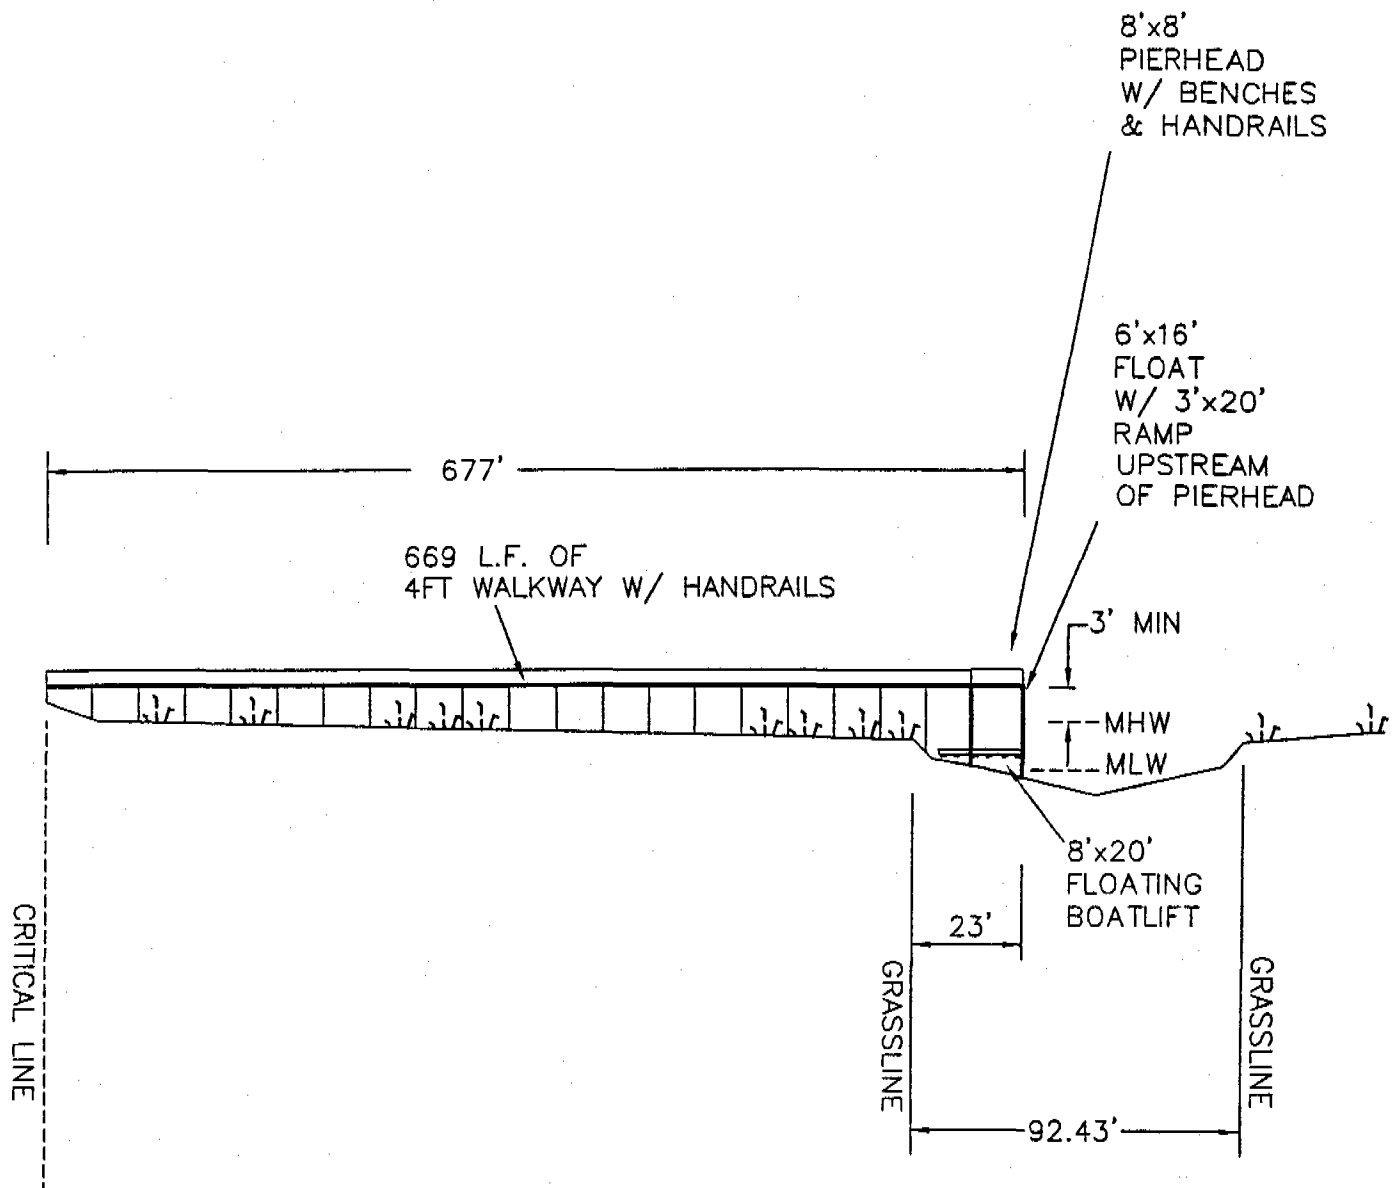 8'x8'
PIERHEAD
W/ BENCHES
& HANDRAILS
6'x16'
FLOAT
W/ 3'x20'
RAMP
UPSTREAM
OF PIERHEAD
677'
669 L.F. OF
4FT WALKWAY W/ HANDRAILS
3' MIN
MHW
MLW
8'x20'
FLOATING
BOATLIFT
23'
CRITICAL LINE
GRASSLINE
GRASSLINE
92.43'